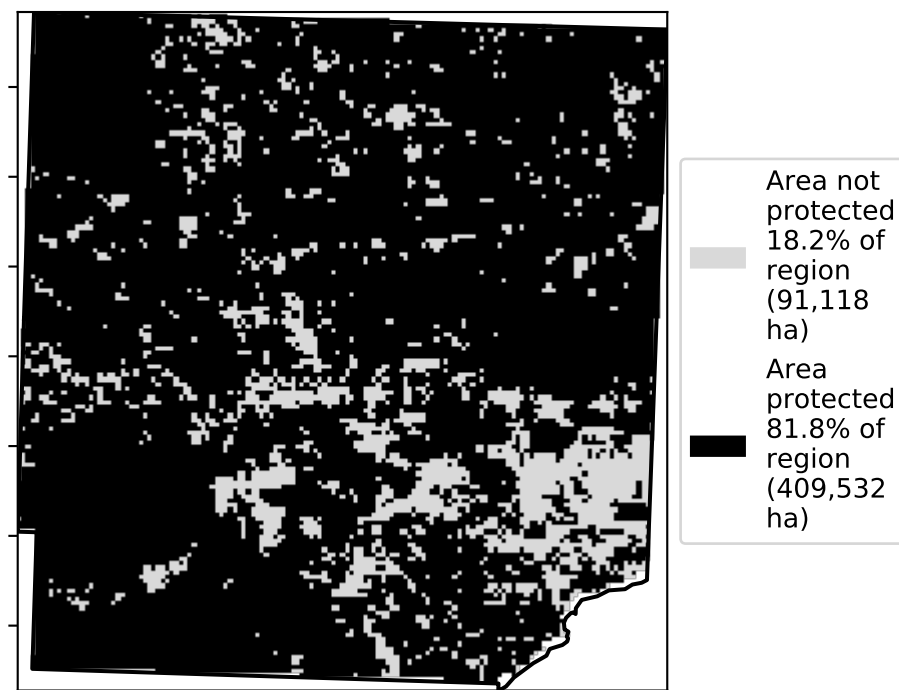 Area not
protected
18.2% of
region
(91,118
ha)
Area
protected
81.8% of
region
(409,532
ha)